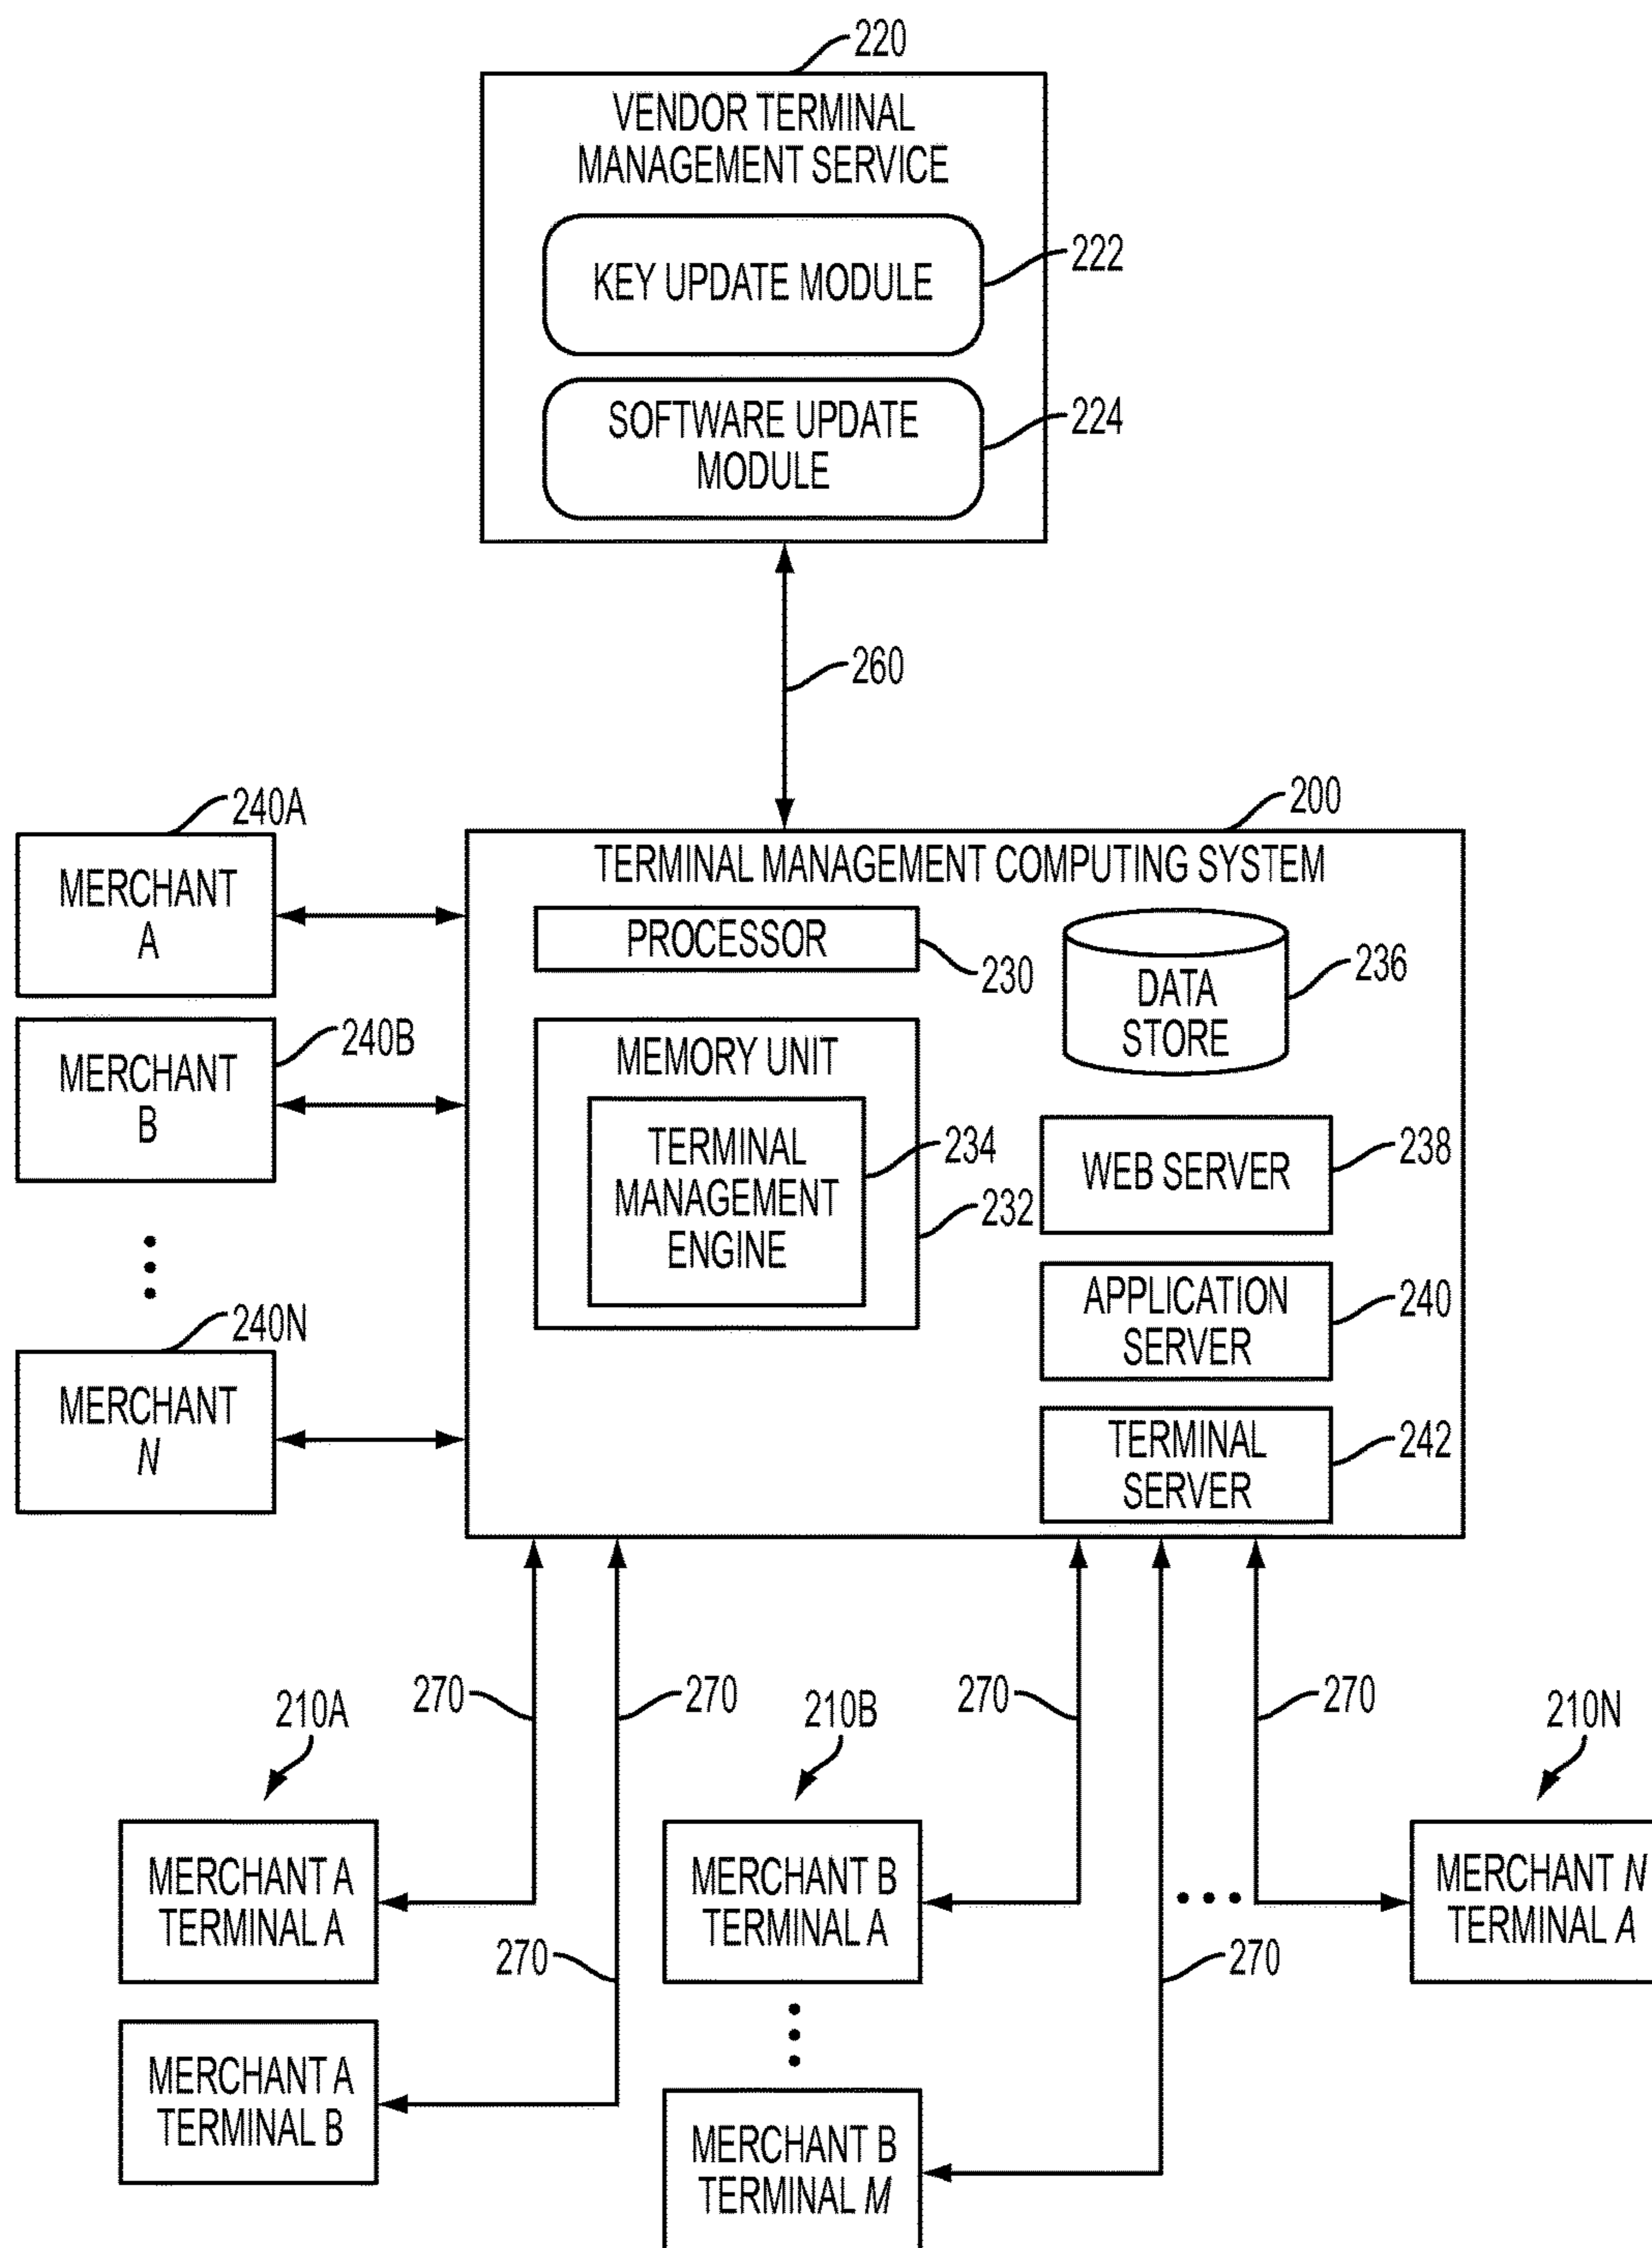 220
VENDOR TERMINAL
MANAGEMENT SERVICE
KEY UPDATE MODULE
222
SOFTWARE UPDATE
MODULE
224
260
200
TERMINAL MANAGEMENT COMPUTING SYSTEM
240A
MERCHANT
A
240B
MERCHANT
B
240N
MERCHANT
N
PROCESSOR
230
MEMORY UNIT
TERMINAL
MANAGEMENT
ENGINE
234
232
DATA
STORE
236
WEB SERVER
238
APPLICATION
SERVER
240
TERMINAL
SERVER
242
270
270
270
270
210A
210B
210N
MERCHANT A
TERMINAL A
MERCHANT B
TERMINAL A
MERCHANT N
TERMINAL A
270
270
MERCHANT A
TERMINAL B
MERCHANT B
TERMINAL M